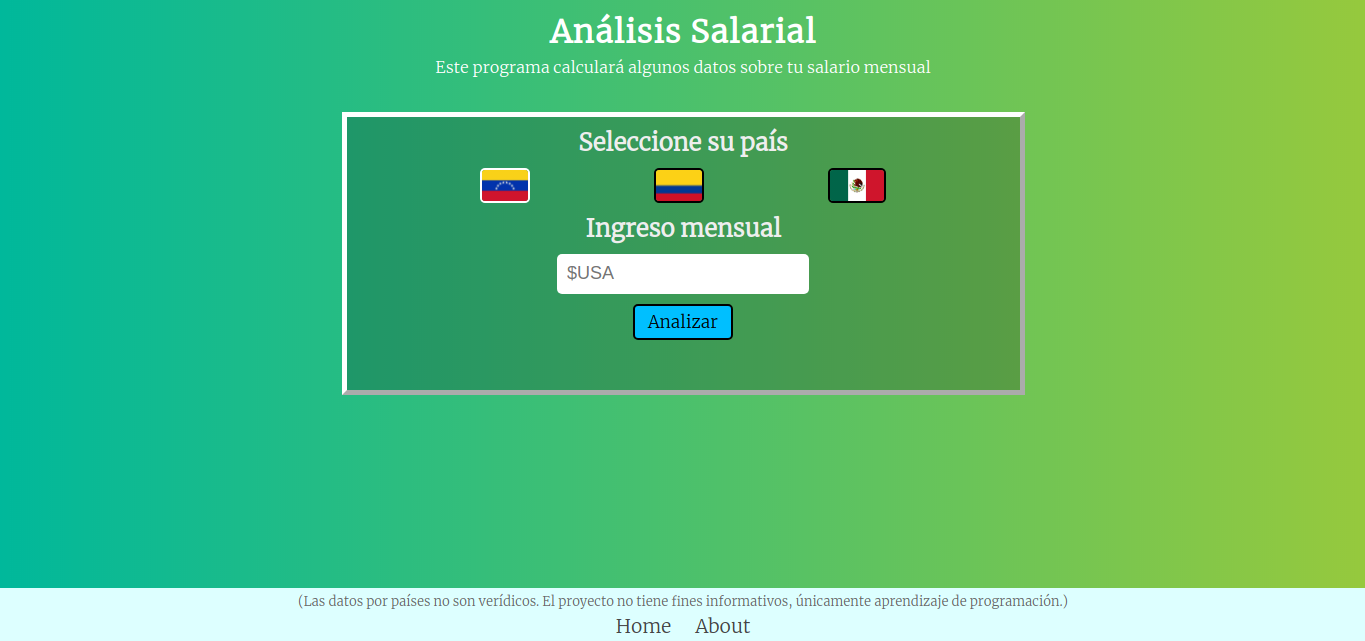 Análisis Salarial
Este programa calculará algunos datos sobre tu salario mensual
Seleccione su país
Ingreso mensual
$USA
Analizar
(Las datos por países no son verídicos. El proyecto no tiene fines informativos, únicamente aprendizaje de programación.)
Home About